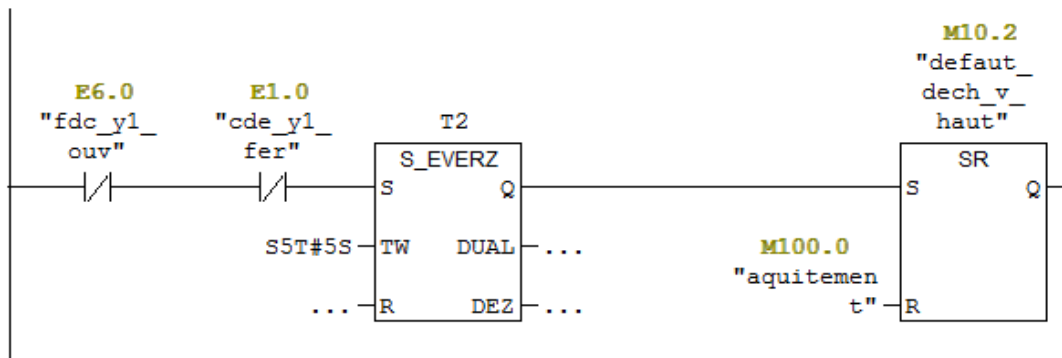 M10.2
"defaut_
dech_v_
haut"
E6.0
"fdc_y1_
ouv"
E1.0
"cde_y1_
fer"
T2
S_EVERZ
SR
S Q
S Q
S5T#5S TW DUAL ...
... R DEZ ...
M100.0
"aquitemen
t" R